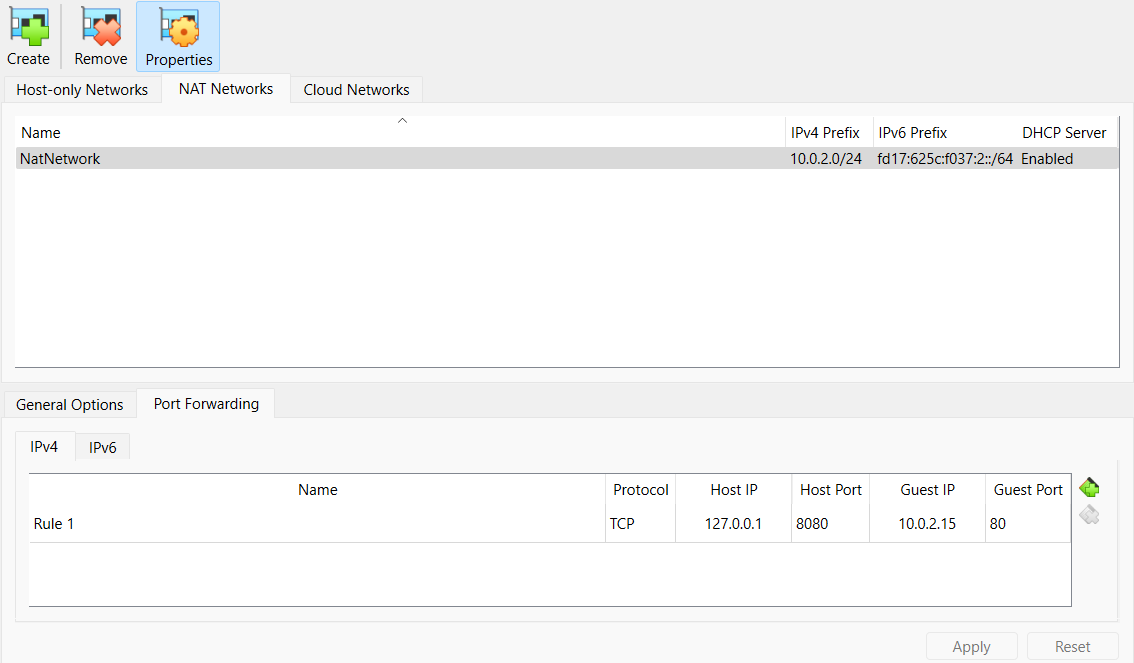 Create Remove Properties
Host-only Networks NAT Networks Cloud Networks
Name IPv4 Prefix IPv6 Prefix DHCP Server
NatNetwork 10.0.2.0/24 fd17:625c:f037:2::/64 Enabled
General Options Port Forwarding
IPv4 IPv6
Name Protocol Host IP Host Port Guest IP Guest Port
Rule 1 TCP 127.0.0.1 8080 10.0.2.15 80
Apply Reset